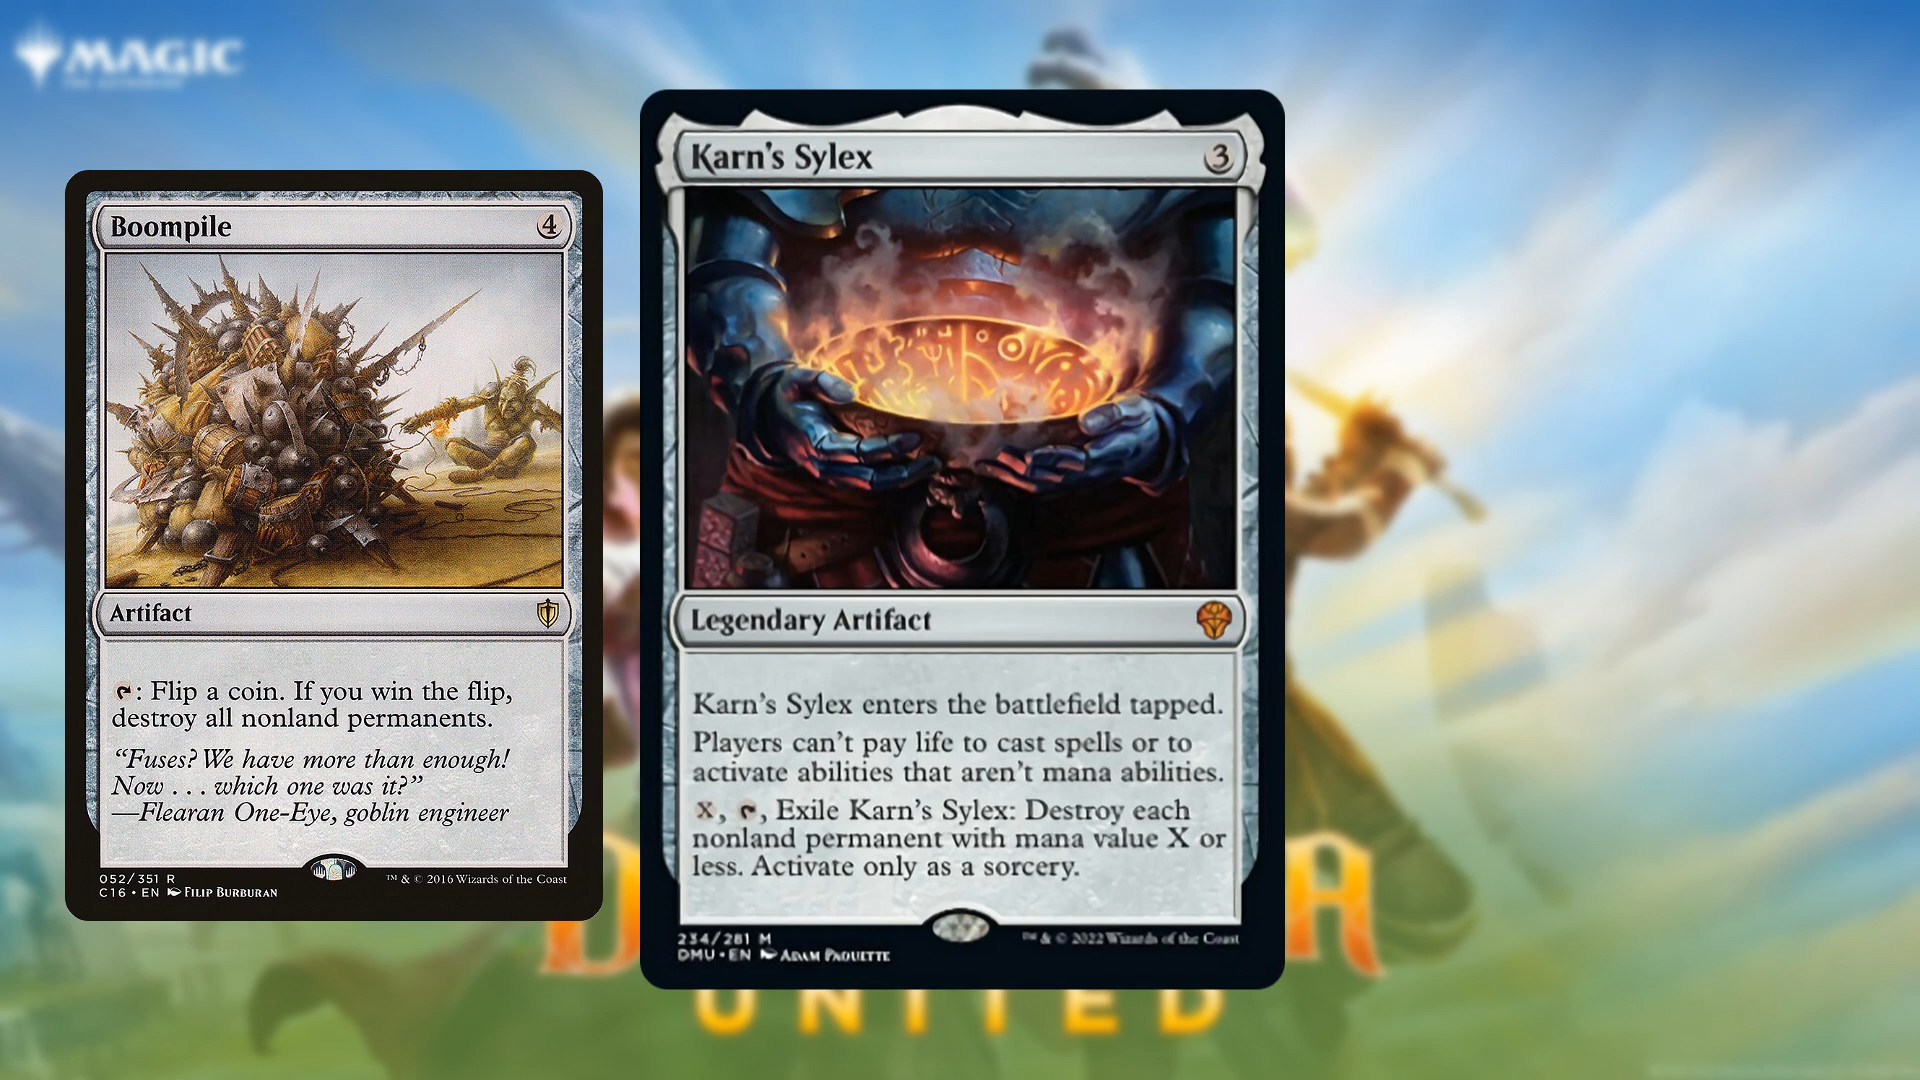 MAGIC
Boompile 4
Artifact
: Flip a coin. If you win the flip,
destroy all nonland permanents.
“Fuses? We have more than enough!
Now . . . which one was it?”
—Flearan One-Eye, goblin engineer
052/351 R
C16 • EN Filip Burburan
™ & © 2016 Wizards of the Coast
Karn's Sylex 3
Legendary Artifact
Karn's Sylex enters the battlefield tapped.
Players can't pay life to cast spells or to
activate abilities that aren't mana abilities.
X, , Exile Karn's Sylex: Destroy each
nonland permanent with mana value X or
less. Activate only as a sorcery.
234/281 M
DMU • EN Adam Paquette
™ & © 2022 Wizards of the Coast
D A
UNITED